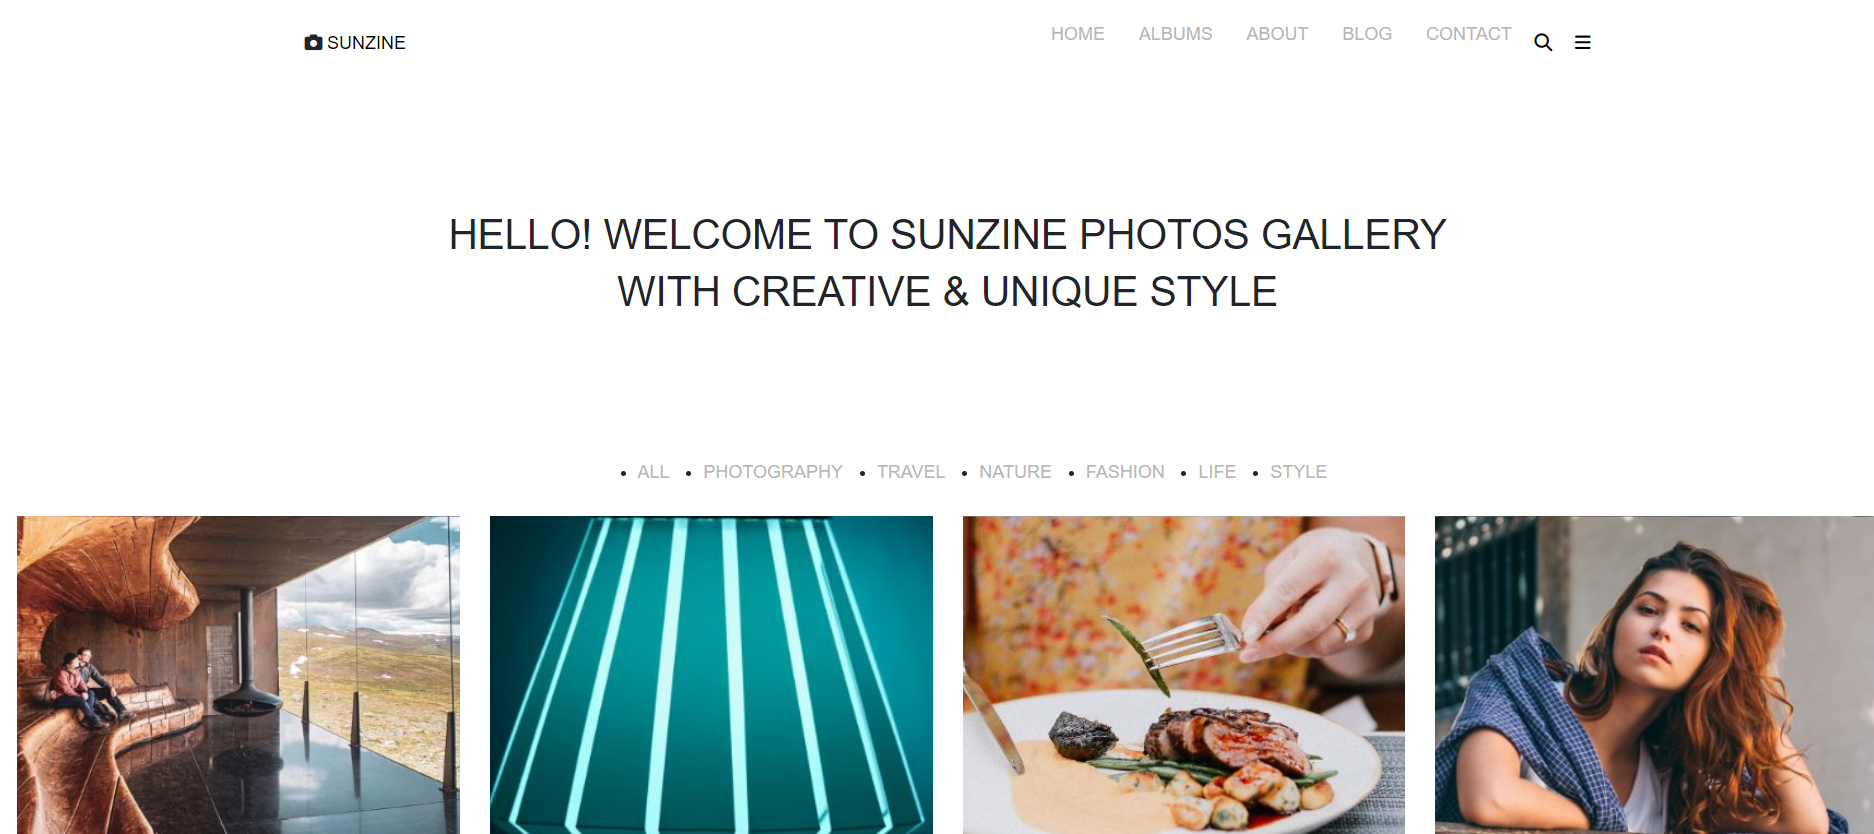 SUNZINE HOME ALBUMS ABOUT BLOG CONTACT
HELLO! WELCOME TO SUNZINE PHOTOS GALLERY
WITH CREATIVE & UNIQUE STYLE
• ALL • PHOTOGRAPHY • TRAVEL • NATURE • FASHION • LIFE • STYLE